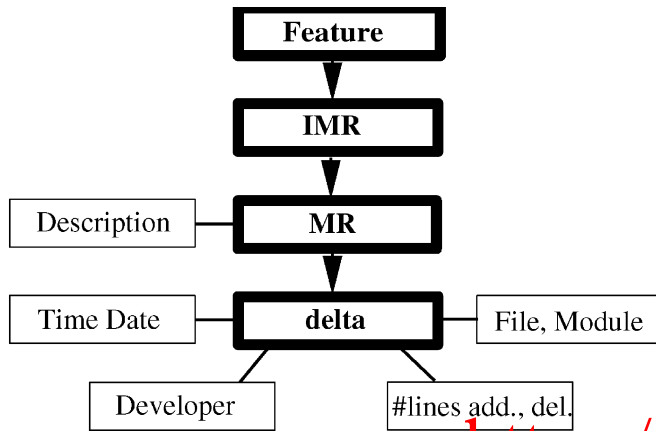 Feature
IMR
Description
MR
Time Date
delta
File, Module
Developer
#lines add., del.